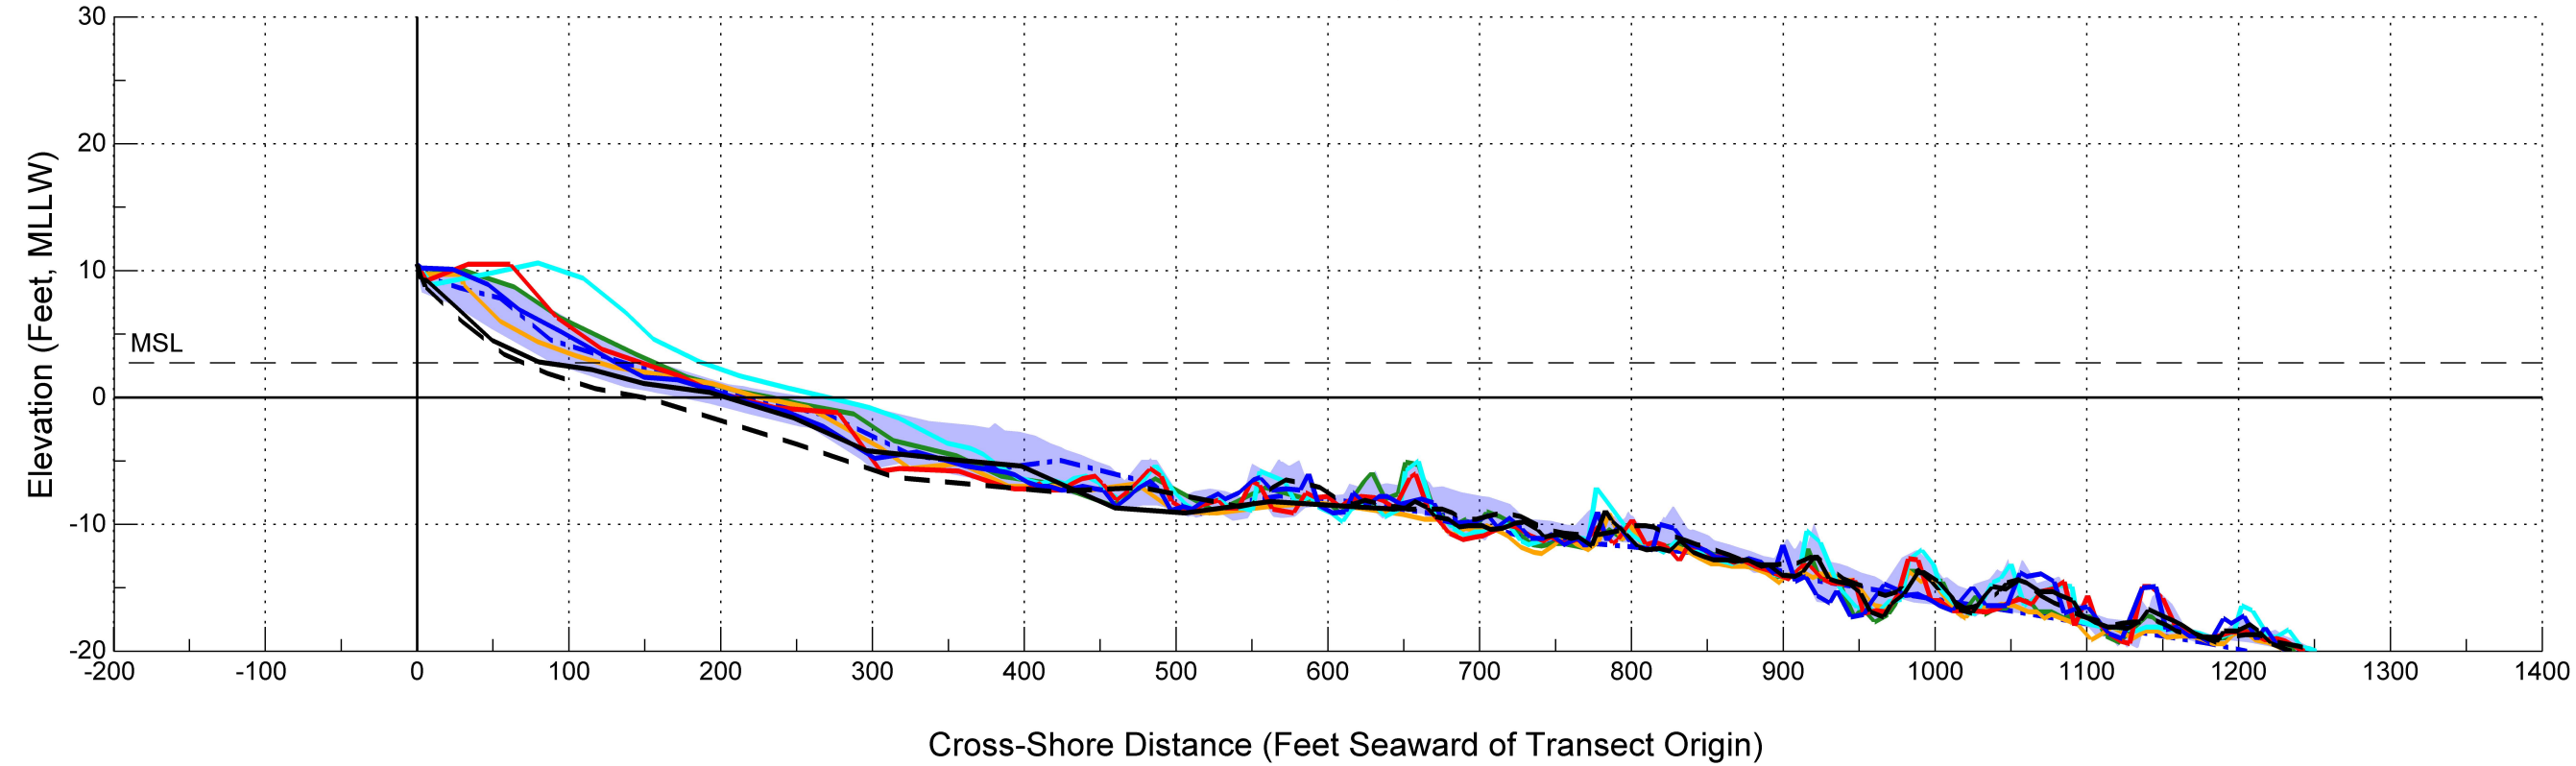 30
20
10
0
-10
-20
Elevation (Feet, MLLW)
MSL
-200 -100 0 100 200 300 400 500 600 700 800 900 1000 1100 1200 1300 1400
Cross-Shore Distance (Feet Seaward of Transect Origin)